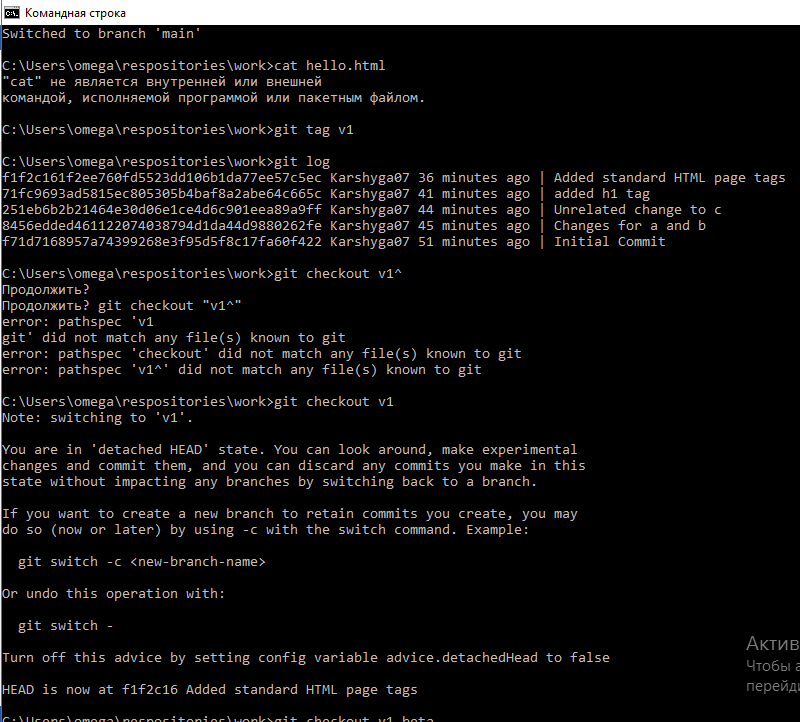 Командная строка
Switched to branch 'main'
C:\Users\omega\respositories\work>cat hello.html
"cat" не является внутренней или внешней
командой, исполняемой программой или пакетным файлом.
C:\Users\omega\respositories\work>git tag v1
C:\Users\omega\respositories\work>git log
f1f2c161f2ee760fd5523dd106b1da77ee57c5ec Karshyga07 36 minutes ago | Added standard HTML page tags
71fc9693ad5815ec805305b4baf8a2abe64c665c Karshyga07 41 minutes ago | added h1 tag
251eb6b2b21464e30d06e1ce4d6c901eea89a9ff Karshyga07 44 minutes ago | Unrelated change to c
8456edded461122074038794d1da44d9880262fe Karshyga07 45 minutes ago | Changes for a and b
f71d7168957a74399268e3f95d5f8c17fa60f422 Karshyga07 51 minutes ago | Initial Commit
C:\Users\omega\respositories\work>git checkout v1^
Продолжить?
Продолжить? git checkout "v1^"
error: pathspec 'v1
git' did not match any file(s) known to git
error: pathspec 'checkout' did not match any file(s) known to git
error: pathspec 'v1^' did not match any file(s) known to git
C:\Users\omega\respositories\work>git checkout v1
Note: switching to 'v1'.
You are in 'detached HEAD' state. You can look around, make experimental
changes and commit them, and you can discard any commits you make in this
state without impacting any branches by switching back to a branch.
If you want to create a new branch to retain commits you create, you may
do so (now or later) by using -c with the switch command. Example:
git switch -c <new-branch-name>
Or undo this operation with:
git switch -
Turn off this advice by setting config variable advice.detachedHead to false
HEAD is now at f1f2c16 Added standard HTML page tags
C:\Users\omega\respositories\work>git checkout v1-beta
Актив
Чтобы а
перейди